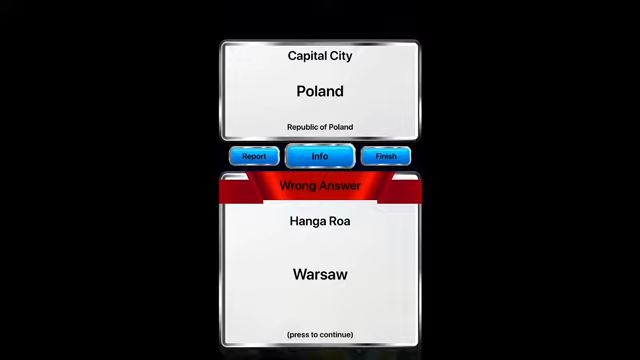 Capital City
Poland
Republic of Poland
Report
Info
Finish
Wrong Answer
Hanga Roa
Warsaw
(press to continue)